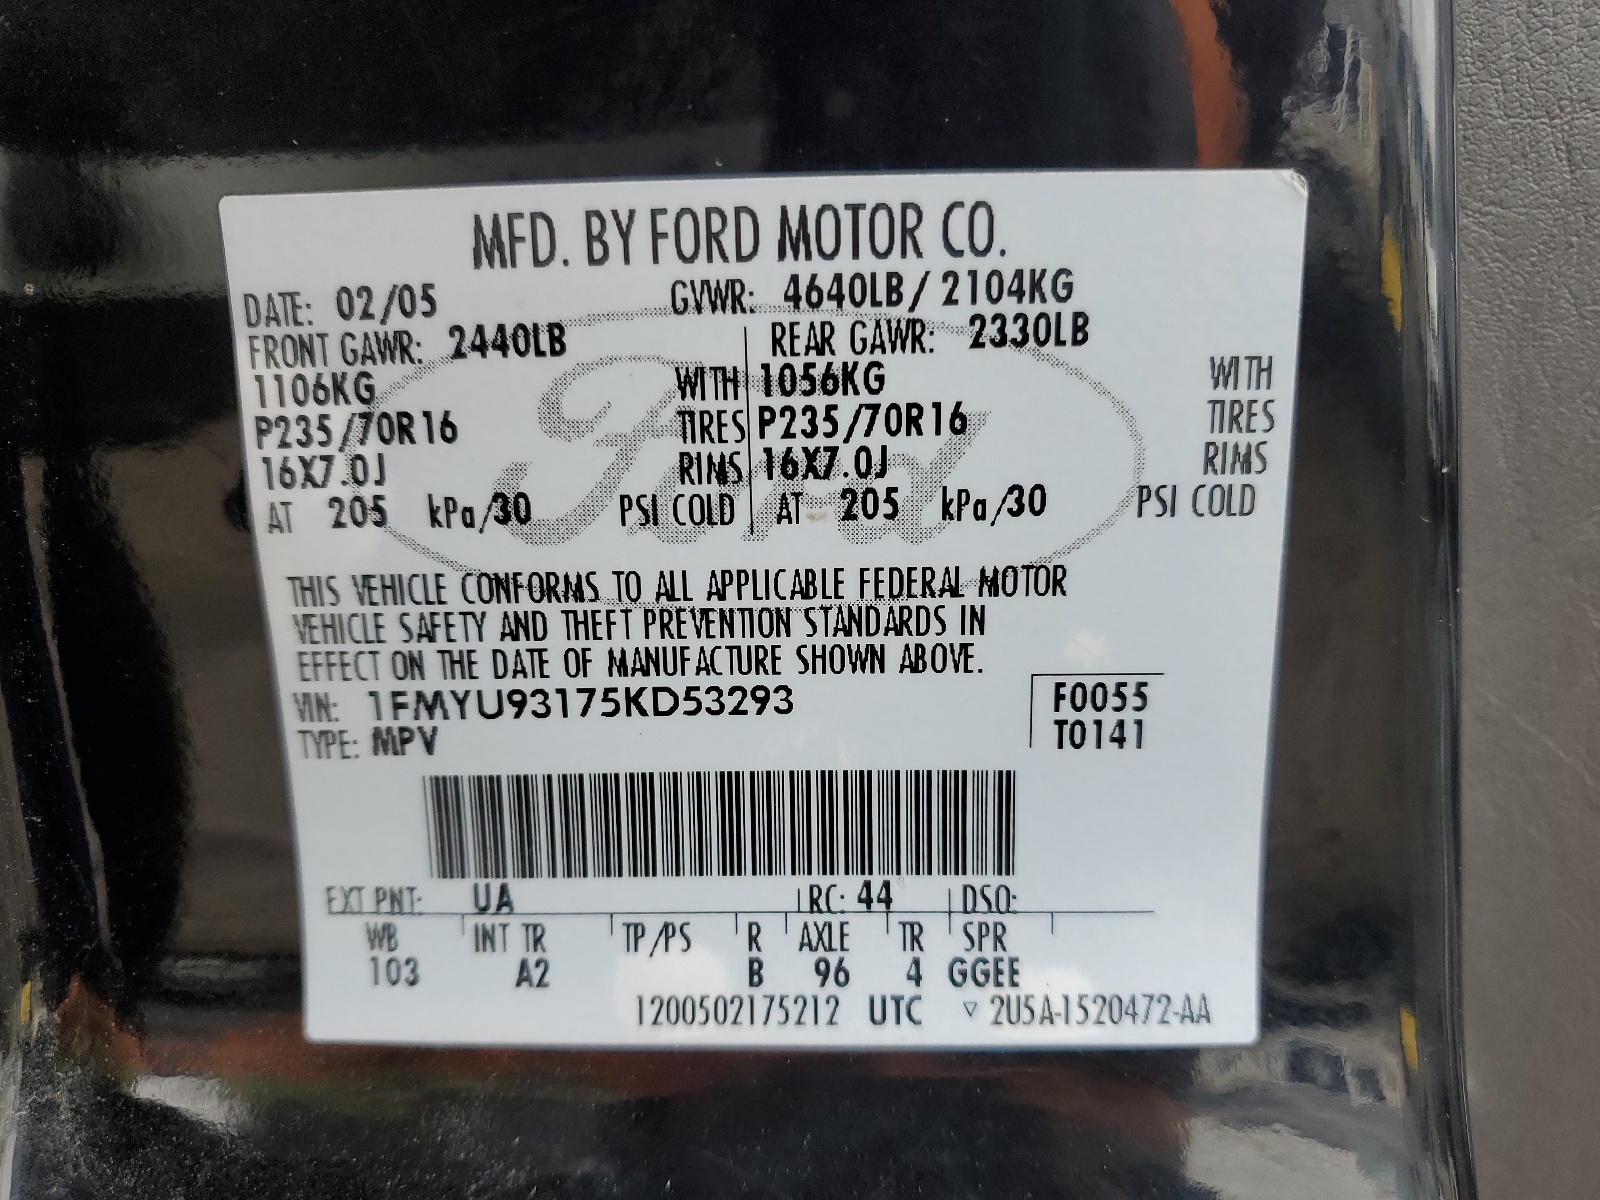 MFD. BY FORD MOTOR CO.
DATE: 02/05 GVWR: 4640LB / 2104KG
FRONT GAWR: 2440LB REAR GAWR: 2330LB
1106KG WITH 1056KG WITH
P235/70R16 TIRES P235/70R16 TIRES
16X7.0J RIMS 16X7.0J RIMS
AT 205 kPa/30 PSI COLD AT 205 kPa/30 PSI COLD
Ford
THIS VEHICLE CONFORMS TO ALL APPLICABLE FEDERAL MOTOR
VEHICLE SAFETY AND THEFT PREVENTION STANDARDS IN
EFFECT ON THE DATE OF MANUFACTURE SHOWN ABOVE.
VIN: 1FMYU93175KD53293 F0055
TYPE: MPV T0141
EXT PNT: UA RC: 44 DSO:
WB INT TR TP/PS R AXLE TR SPR
103 A2 B 96 4 GGEE
1200502175212 UTC ▽ 2U5A-1520472-AA